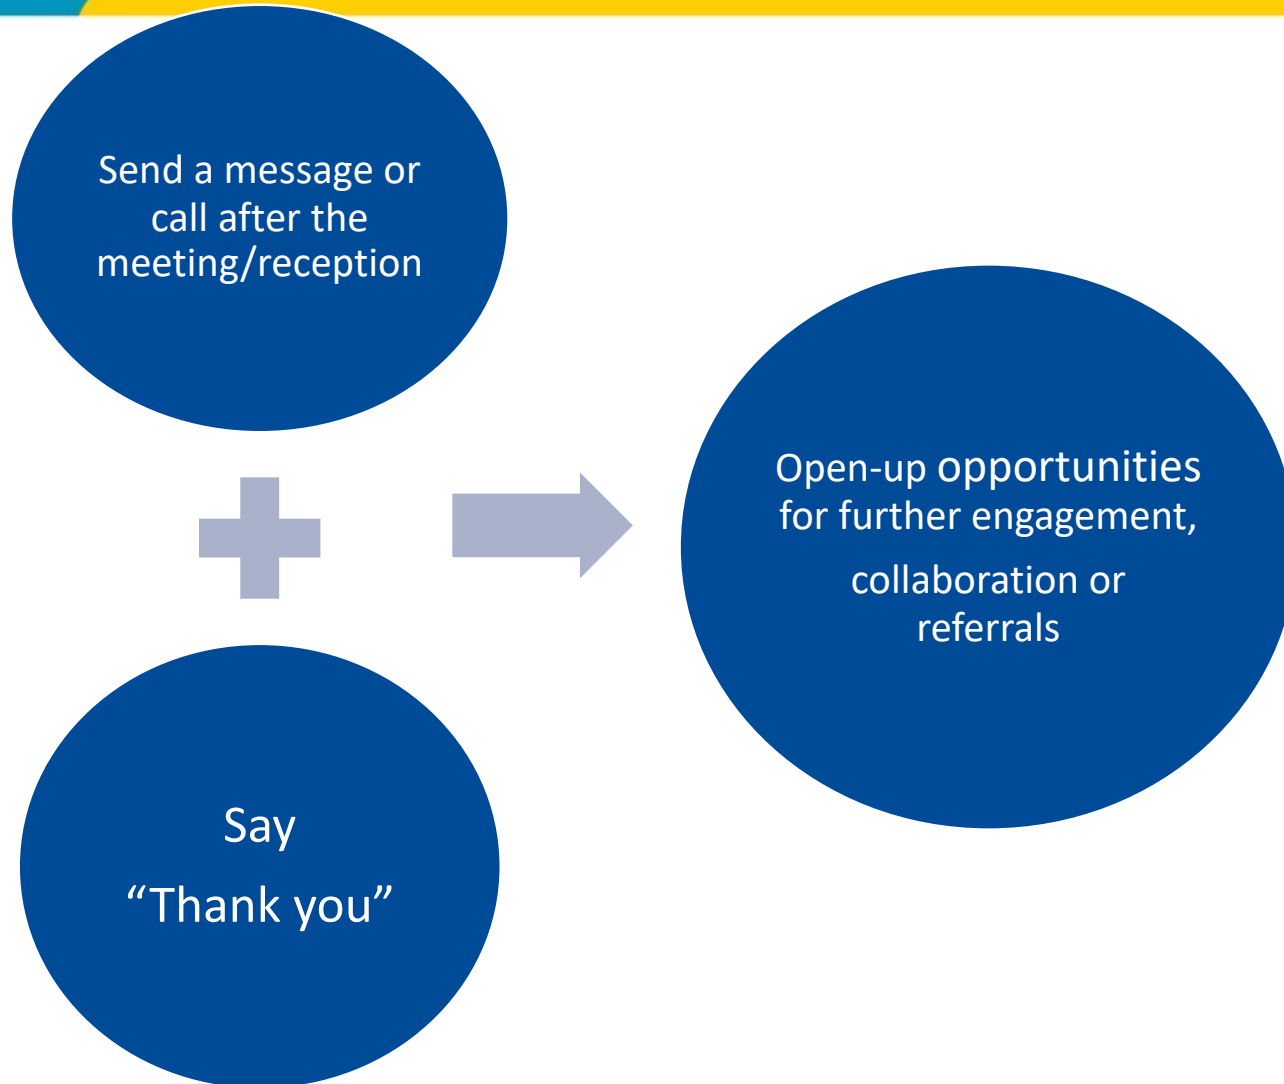 Send a message or
call after the
meeting/reception
Say
“Thank you”
Open-up opportunities
for further engagement,
collaboration or
referrals